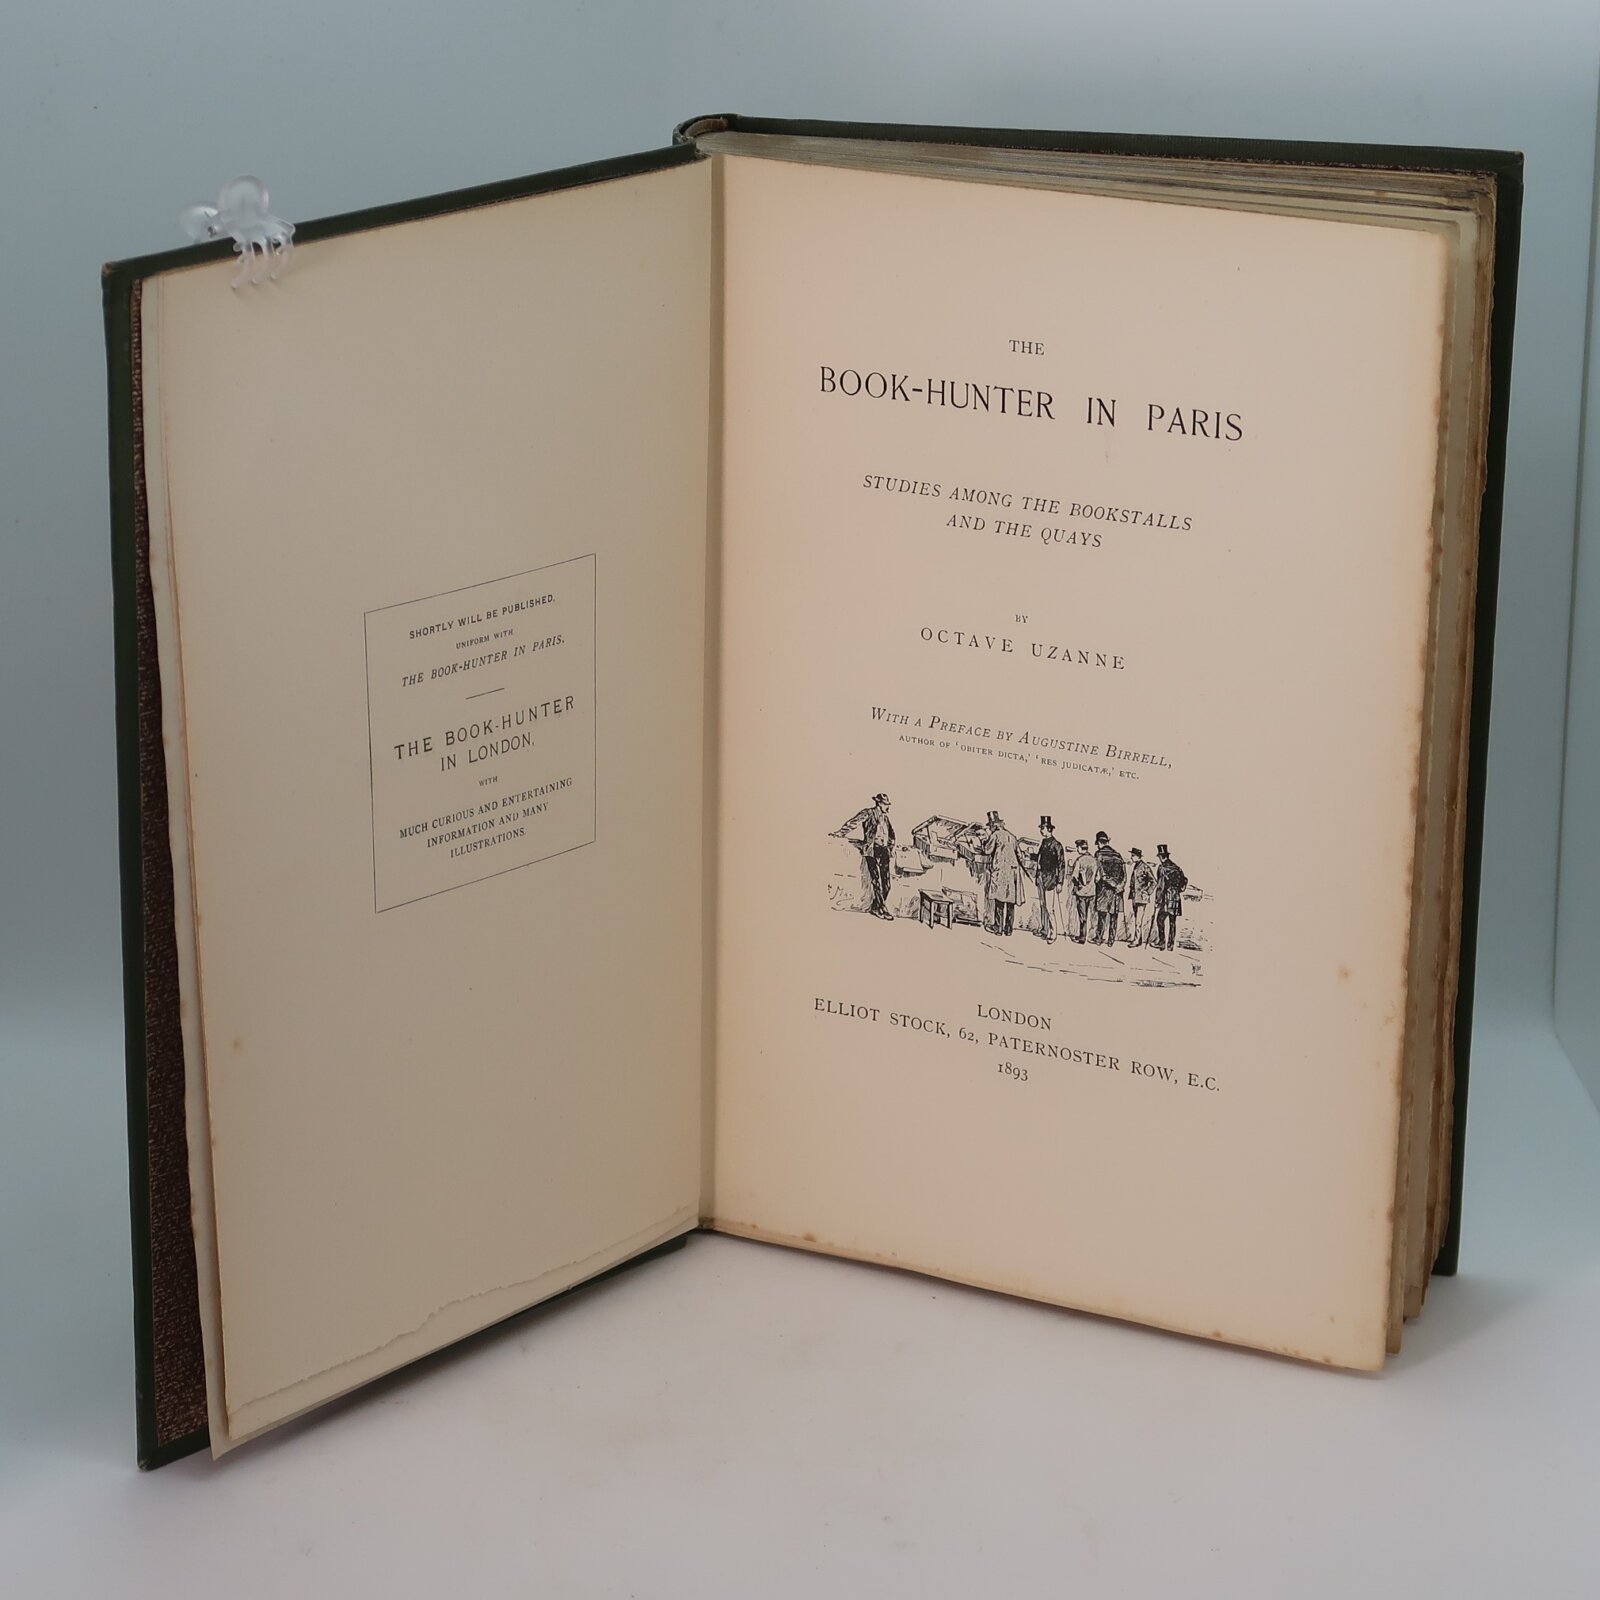 SHORTLY WILL BE PUBLISHED.
UNIFORM WITH
THE BOOK-HUNTER IN PARIS.
THE BOOK-HUNTER
IN LONDON,
WITH
MUCH CURIOUS AND ENTERTAINING
INFORMATION AND MANY
ILLUSTRATIONS.
THE
BOOK-HUNTER IN PARIS
STUDIES AMONG THE BOOKSTALLS
AND THE QUAYS
BY
OCTAVE UZANNE
WITH A PREFACE BY AUGUSTINE BIRRELL,
AUTHOR OF 'OBITER DICTA,' 'RES JUDICATÆ,' ETC.
LONDON
ELLIOT STOCK, 62, PATERNOSTER ROW, E.C.
1893